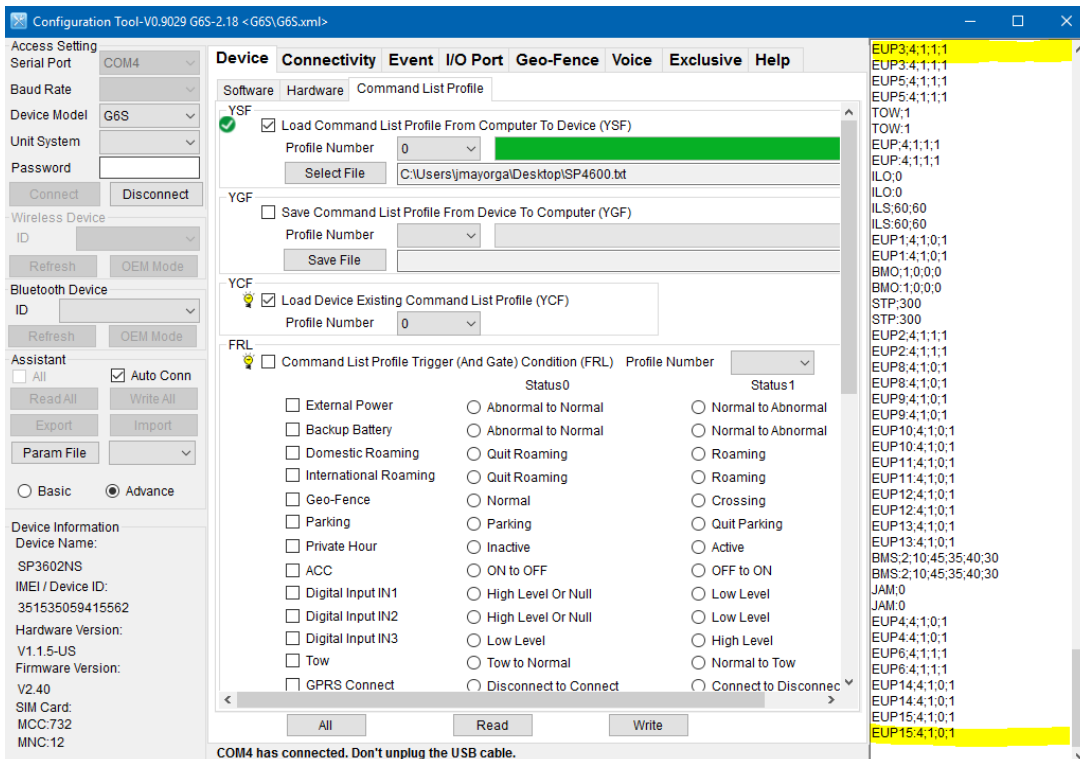 Configuration Tool-V0.9029 G6S-2.18 <G6S\G6S.xml>
Access Setting
Serial Port COM4
Baud Rate
Device Model G6S
Unit System
Password
Connect Disconnect
Wireless Device
ID
Refresh OEM Mode
Bluetooth Device
ID
Refresh OEM Mode
Assistant
All Auto Conn
Read All Write All
Export Import
Param File
Basic Advance
Device Information
Device Name:
SP3602NS
IMEI / Device ID:
351535059415562
Hardware Version:
V1.1.5-US
Firmware Version:
V2.40
SIM Card:
MCC:732
MNC:12
Device Connectivity Event I/O Port Geo-Fence Voice Exclusive Help
Software Hardware Command List Profile
YSF
Load Command List Profile From Computer To Device (YSF)
Profile Number 0
Select File C:\Users\jmayorga\Desktop\SP4600.txt
YGF
Save Command List Profile From Device To Computer (YGF)
Profile Number
Save File
YCF
Load Device Existing Command List Profile (YCF)
Profile Number 0
FRL
Command List Profile Trigger (And Gate) Condition (FRL) Profile Number
Status0 Status1
External Power Abnormal to Normal Normal to Abnormal
Backup Battery Abnormal to Normal Normal to Abnormal
Domestic Roaming Quit Roaming Roaming
International Roaming Quit Roaming Roaming
Geo-Fence Normal Crossing
Parking Parking Quit Parking
Private Hour Inactive Active
ACC ON to OFF OFF to ON
Digital Input IN1 High Level Or Null Low Level
Digital Input IN2 High Level Or Null Low Level
Digital Input IN3 Low Level High Level
Tow Tow to Normal Normal to Tow
GPRS Connect Disconnect to Connect Connect to Disconnec
All Read Write
COM4 has connected. Don't unplug the USB cable.
EUP3;4;1;1;1
EUP3:4;1;1;1
EUP5;4;1;1;1
EUP5:4;1;1;1
TOW;1
TOW:1
EUP;4;1;1;1
EUP:4;1;1;1
ILO;0
ILO:0
ILS;60;60
ILS:60;60
EUP1;4;1;0;1
EUP1:4;1;0;1
BMO;1;0;0;0
BMO:1;0;0;0
STP;300
STP:300
EUP2;4;1;1;1
EUP2:4;1;1;1
EUP8;4;1;0;1
EUP8:4;1;0;1
EUP9;4;1;0;1
EUP9:4;1;0;1
EUP10;4;1;0;1
EUP10:4;1;0;1
EUP11;4;1;0;1
EUP11:4;1;0;1
EUP12;4;1;0;1
EUP12:4;1;0;1
EUP13;4;1;0;1
EUP13:4;1;0;1
BMS;2;10;45;35;40;30
BMS:2;10;45;35;40;30
JAM;0
JAM:0
EUP4;4;1;0;1
EUP4:4;1;0;1
EUP6;4;1;1;1
EUP6:4;1;1;1
EUP14;4;1;0;1
EUP14:4;1;0;1
EUP15;4;1;0;1
EUP15:4;1;0;1